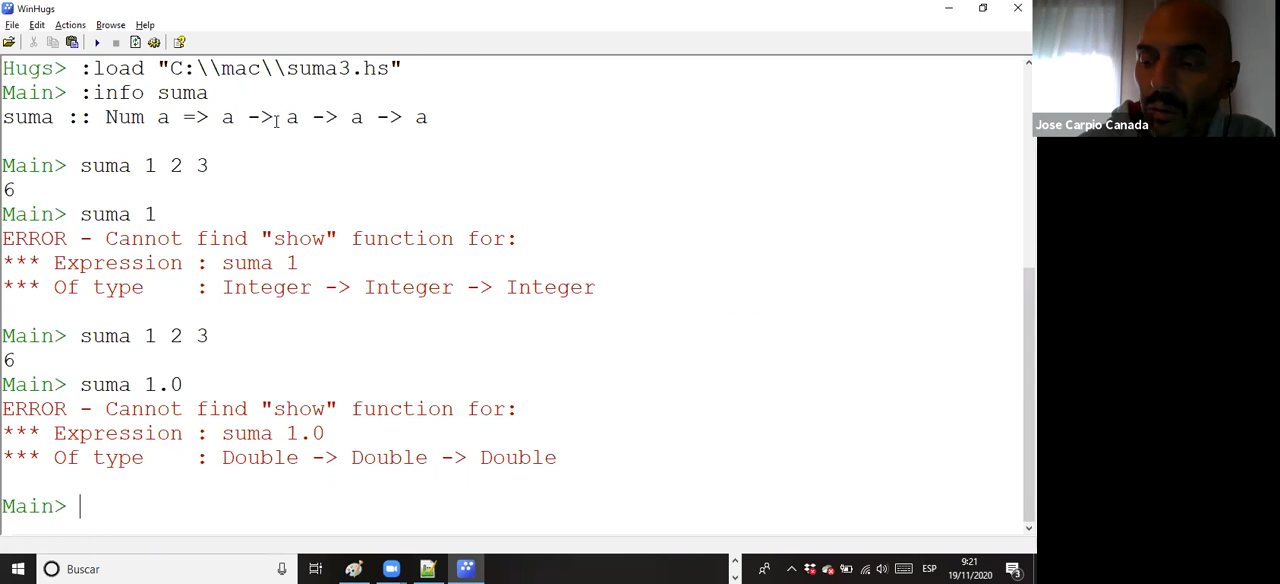 WinHugs
File Edit Actions Browse Help
Hugs> :load "C:\\mac\\suma3.hs"
Main> :info suma
suma :: Num a => a -> a -> a -> a
Main> suma 1 2 3
6
Main> suma 1
ERROR - Cannot find "show" function for:
*** Expression : suma 1
*** Of type    : Integer -> Integer -> Integer
Main> suma 1 2 3
6
Main> suma 1.0
ERROR - Cannot find "show" function for:
*** Expression : suma 1.0
*** Of type    : Double -> Double -> Double
Main>
Jose Carpio Canada
Buscar
ESP
9:21
19/11/2020
3